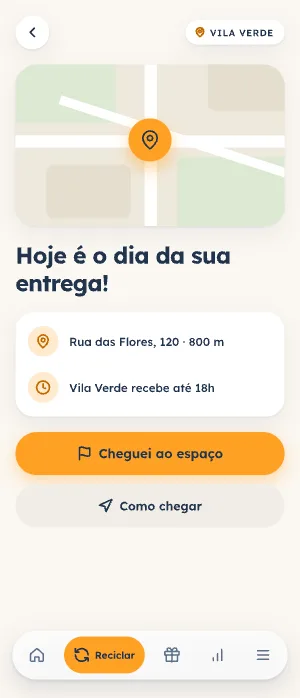 VILA VERDE
Hoje é o dia da sua
entrega!
Rua das Flores, 120 · 800 m
Vila Verde recebe até 18h
Cheguei ao espaço
Como chegar
Reciclar